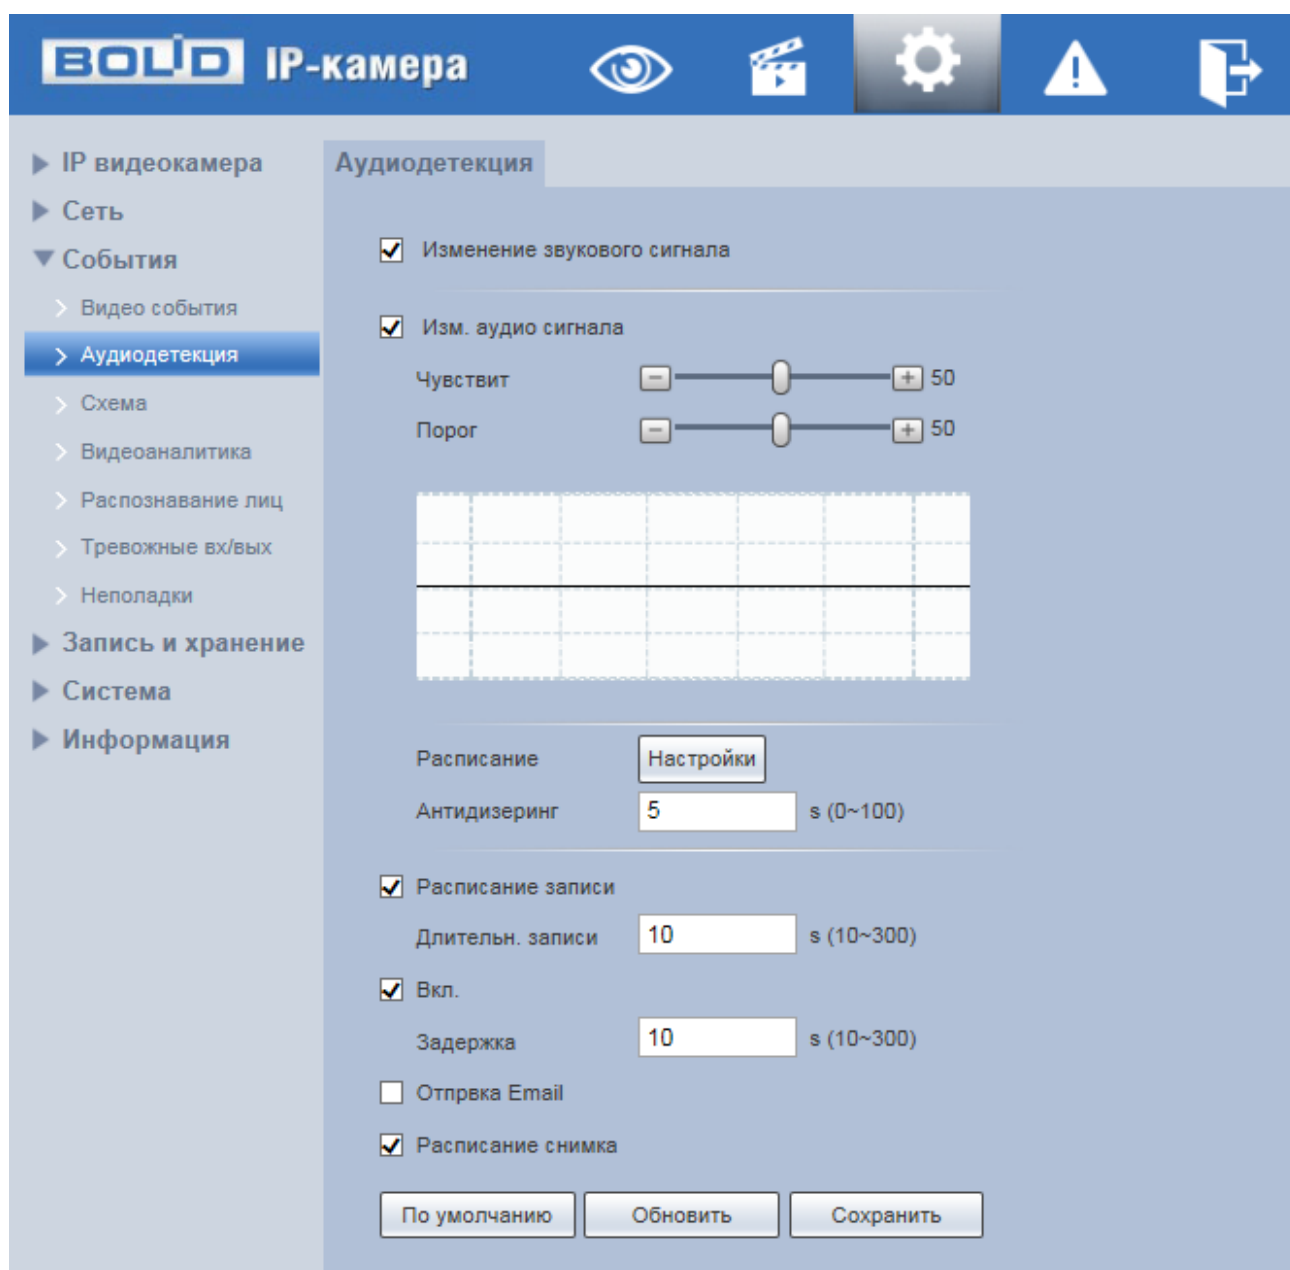 BOLID IP-камера
IP видеокамера
Сеть
События
Видео события
Аудиодетекция
Схема
Видеоаналитика
Распознавание лиц
Тревожные вх/вых
Неполадки
Запись и хранение
Система
Информация
Аудиодетекция
Изменение звукового сигнала
Изм. аудио сигнала
Чувствит 50
Порог 50
Расписание Настройки
Антидизеринг 5 s (0~100)
Расписание записи
Длительн. записи 10 s (10~300)
Вкл.
Задержка 10 s (10~300)
Отпрвка Email
Расписание снимка
По умолчанию Обновить Сохранить